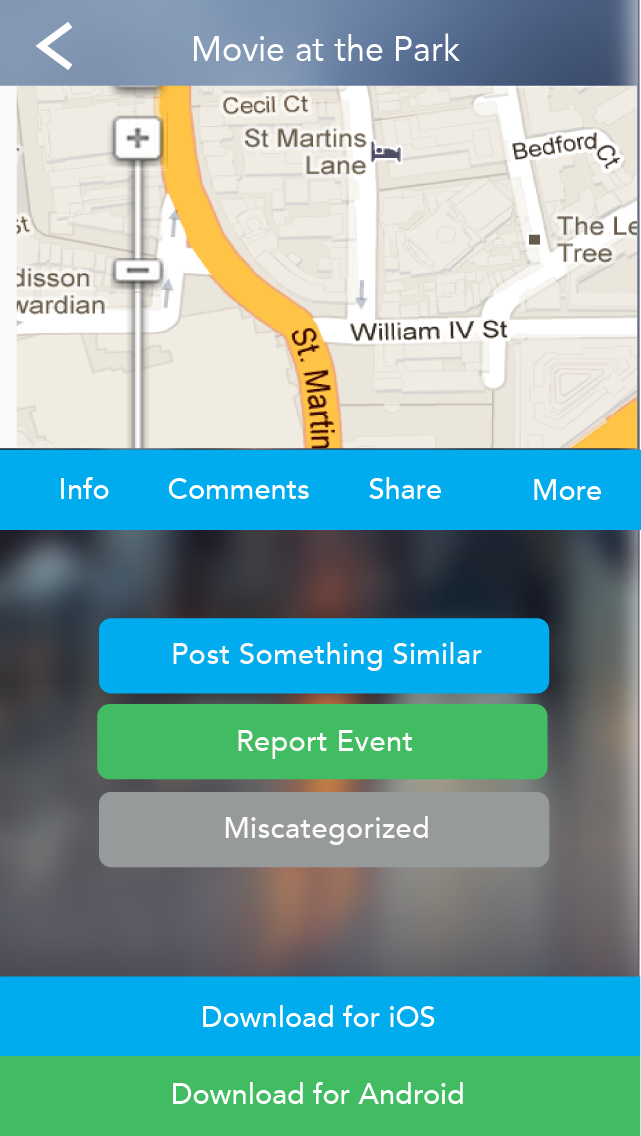 Movie at the Park
Cecil Ct
St Martins
Lane
Bedford Ct
The Le
Tree
st
disson
wardian
William IV St
St. Martin
Info
Comments
Share
More
Post Something Similar
Report Event
Miscategorized
Download for iOS
Download for Android